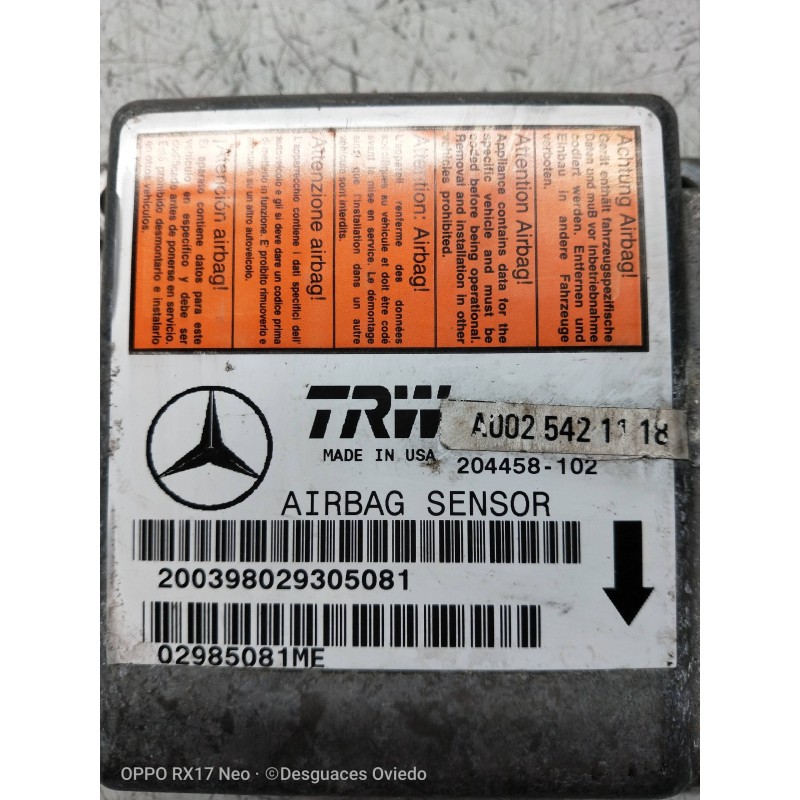 Achtung Airbag!
Gerät enthält fahrzeugspezifische
Daten und muß vor Inbetriebnahme
codiert werden. Entfernen und
Einbau in andere Fahrzeuge
verboten.
Attention Airbag!
Appliance contains data for the
specific vehicle and must be
coded before being operational.
Removal and installation in other
vehicles prohibited.
Attention: Airbag!
L'appareil renferme des données
spécifiques au véhicule et doit être codé
avant la mise en service. Le démontage
l'installation dans un autre
véhicule sont interdits.
Attenzione airbag!
L'apparecchio contiene i dati specifici dell'
automezzo e gli si deve dare un codice prima
di metterlo in funzione. E' proibito rimuoverlo e
su un altro autoveicolo.
¡Atención airbag!
El aparato contiene datos para este
vehículo en específico y debe ser
codificado antes de ponerse en servicio.
Está prohibido desmontarlo e instalarlo
en otros vehículos.
TRW
A002 542 11 18
MADE IN USA
204458-102
AIRBAG SENSOR
200398029305081
02985081ME
OPPO RX17 Neo · ©Desguaces Oviedo